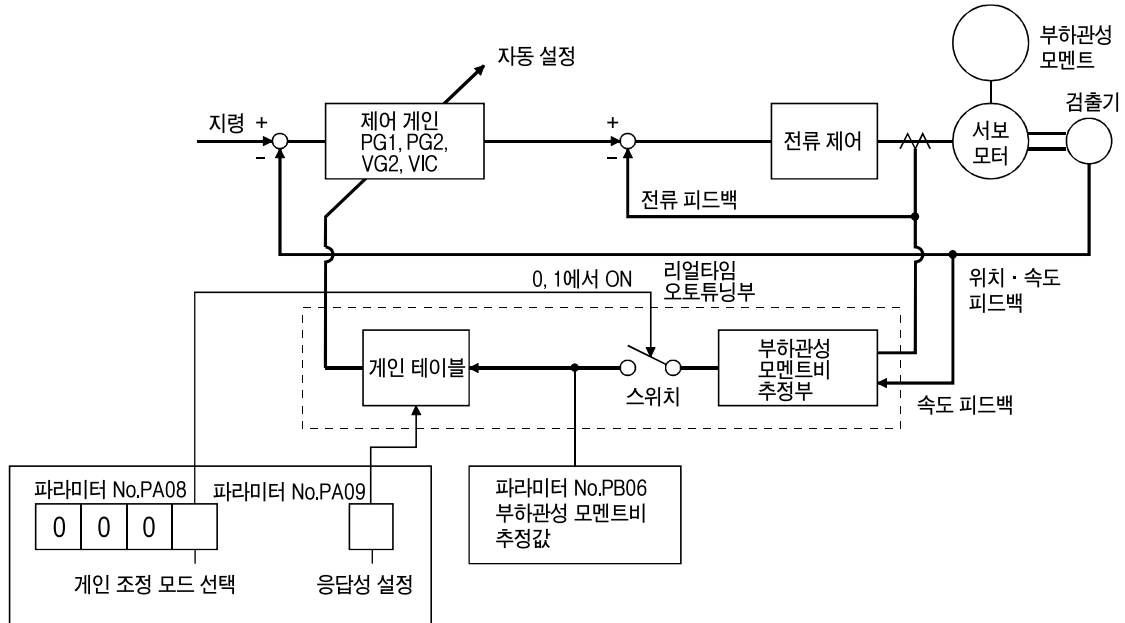 부하관성
모멘트
자동 설정
검출기
지령
+
−
제어 게인
PG1, PG2,
VG2, VIC
+
−
전류 제어
서보
모터
전류 피드백
리얼타임
오토튜닝부
0, 1에서 ON
위치 · 속도
피드백
게인 테이블
스위치
부하관성
모멘트비
추정부
속도 피드백
파라미터 No.PA08
파라미터 No.PA09
0 0 0
게인 조정 모드 선택
응답성 설정
파라미터 No.PB06
부하관성 모멘트비
추정값